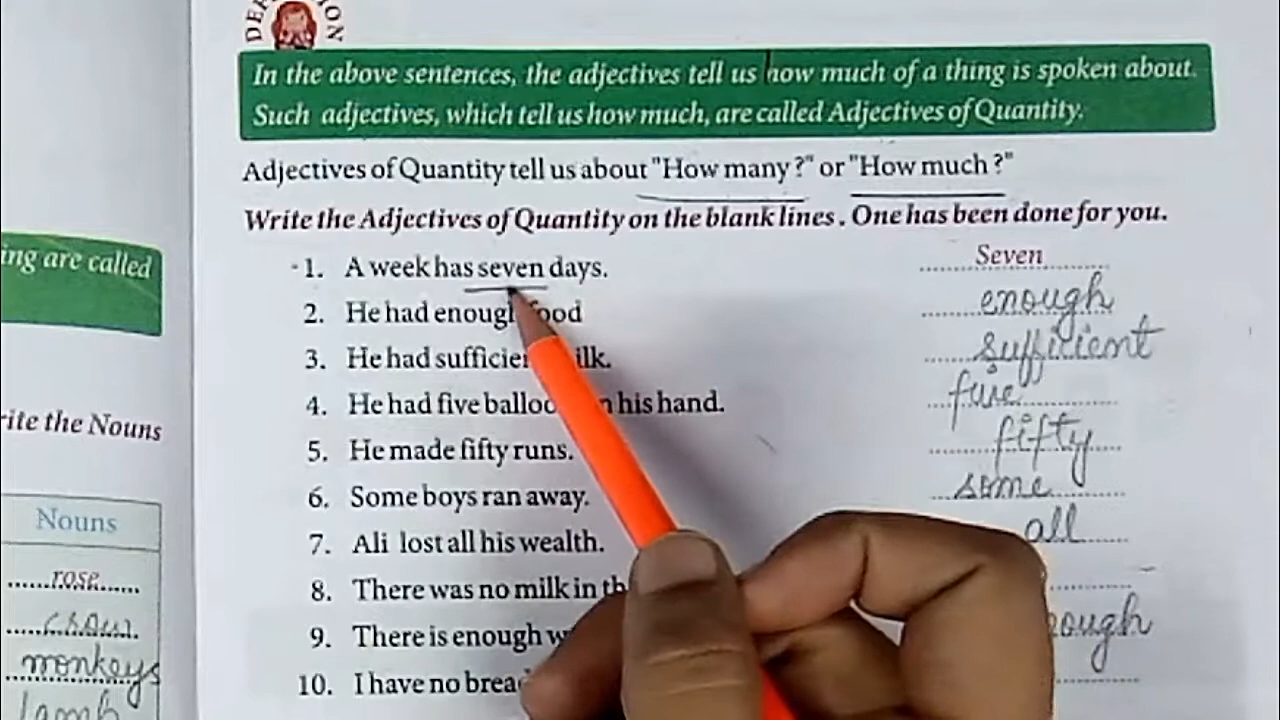 In the above sentences, the adjectives tell us how much of a thing is spoken about.
Such adjectives, which tell us how much, are called Adjectives of Quantity.
Adjectives of Quantity tell us about "How many ?" or "How much ?"
Write the Adjectives of Quantity on the blank lines . One has been done for you.
1. A week has seven days. Seven
2. He had enough food enough
3. He had sufficient milk. sufficient
4. He had five balloons in his hand. five
5. He made fifty runs. fifty
6. Some boys ran away. some
7. Ali lost all his wealth. all
8. There was no milk in
9. There is enough
10. I have no
ing are called
rite the Nouns
Nouns
rose
monkeys
lamb